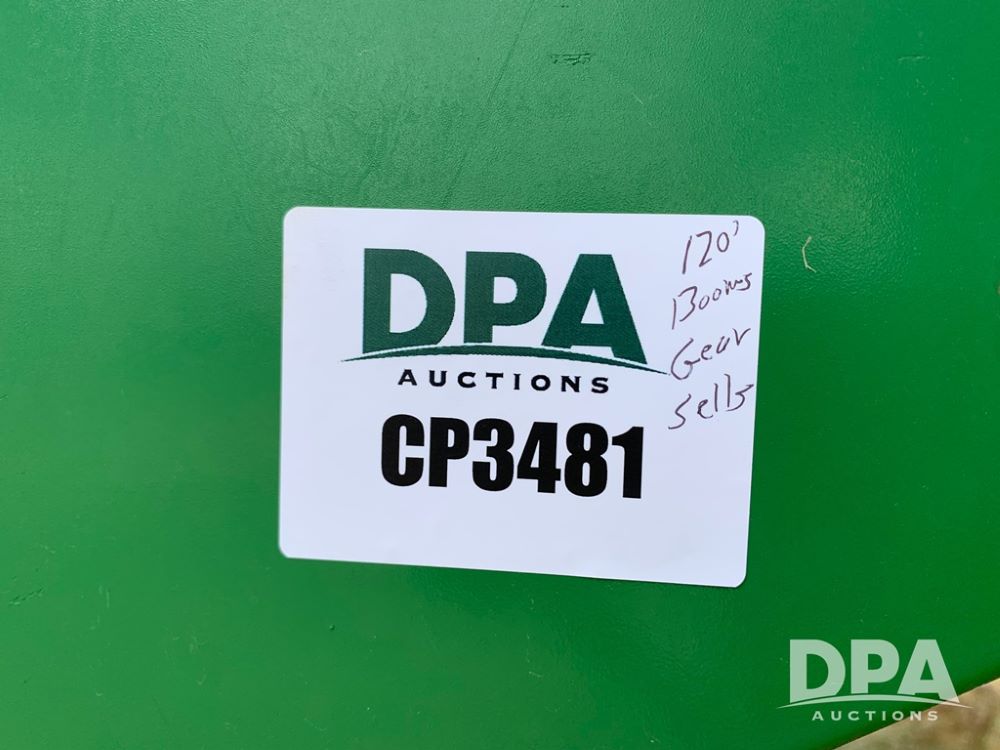 DPA
AUCTIONS
CP3481
120'
Booms
Gear
sells
DPA
AUCTIONS